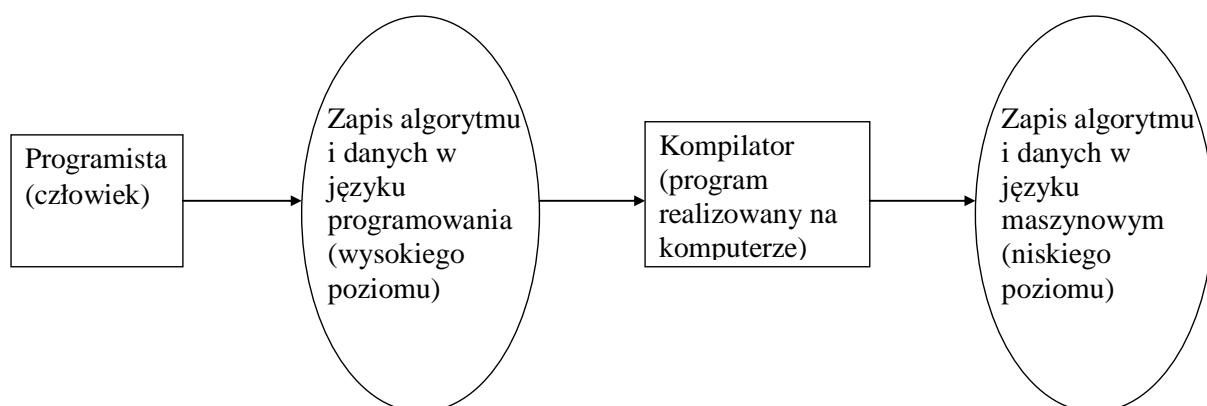 Programista
(człowiek)
Zapis algorytmu
i danych w
języku
programowania
(wysokiego
poziomu)
Kompilator
(program
realizowany na
komputerze)
Zapis algorytmu
i danych w
języku
maszynowym
(niskiego
poziomu)